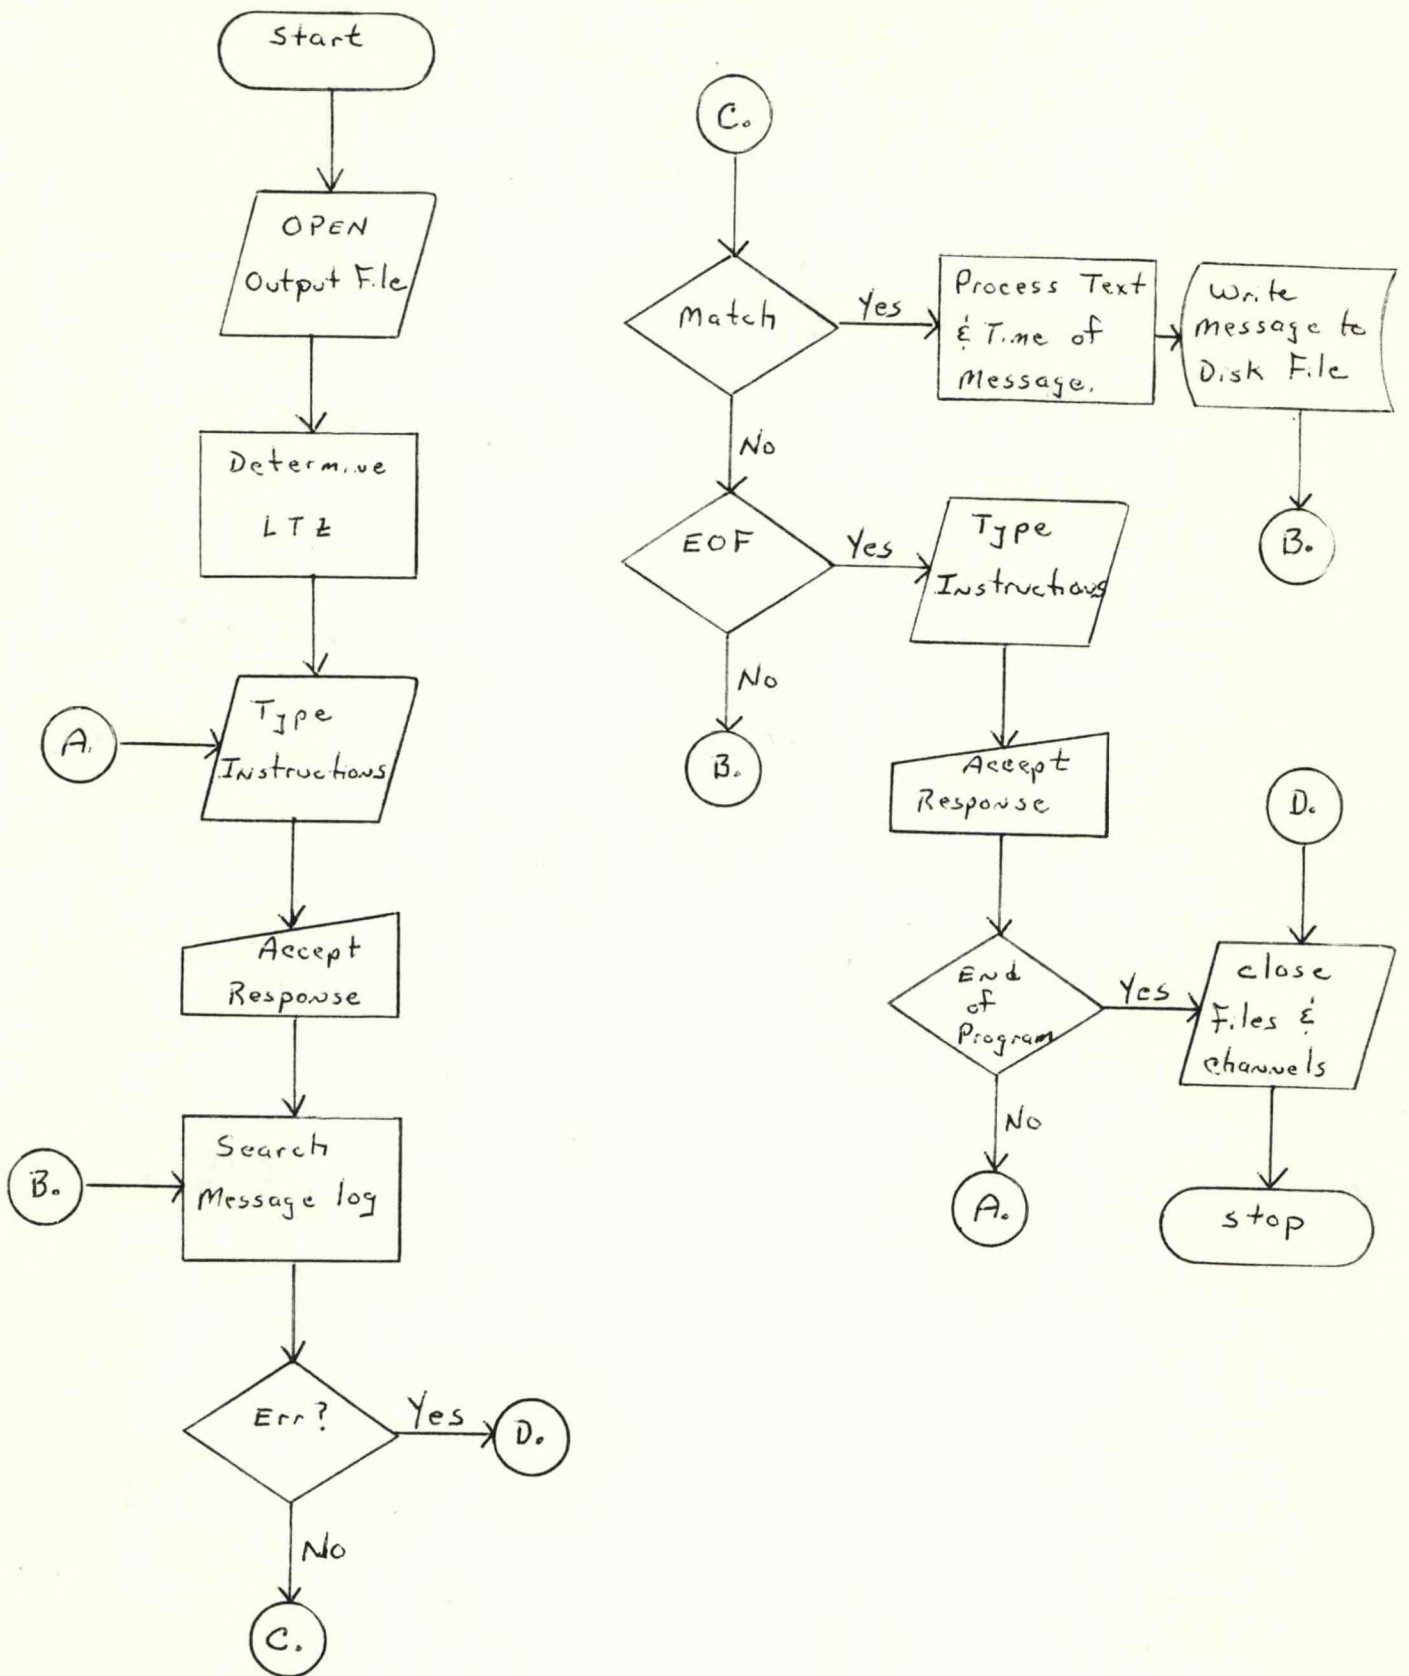 Start
OPEN
Output File
Determine
LTZ
A.
Type
Instructions
Accept
Response
B.
Search
Message log
Err?
Yes
D.
No
C.
C.
Match
Yes
Process Text
& Time of
Message.
Write
Message to
Disk File
B.
No
EOF
Yes
Type
Instructions
No
B.
Accept
Response
End
of
Program
Yes
D.
close
Files &
channels
No
A.
stop